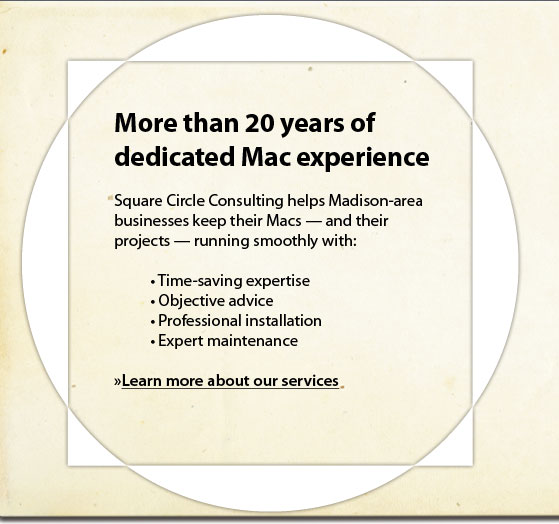 More than 20 years of
dedicated Mac experience
Square Circle Consulting helps Madison-area
businesses keep their Macs — and their
projects — running smoothly with:
• Time-saving expertise
• Objective advice
• Professional installation
• Expert maintenance
»Learn more about our services